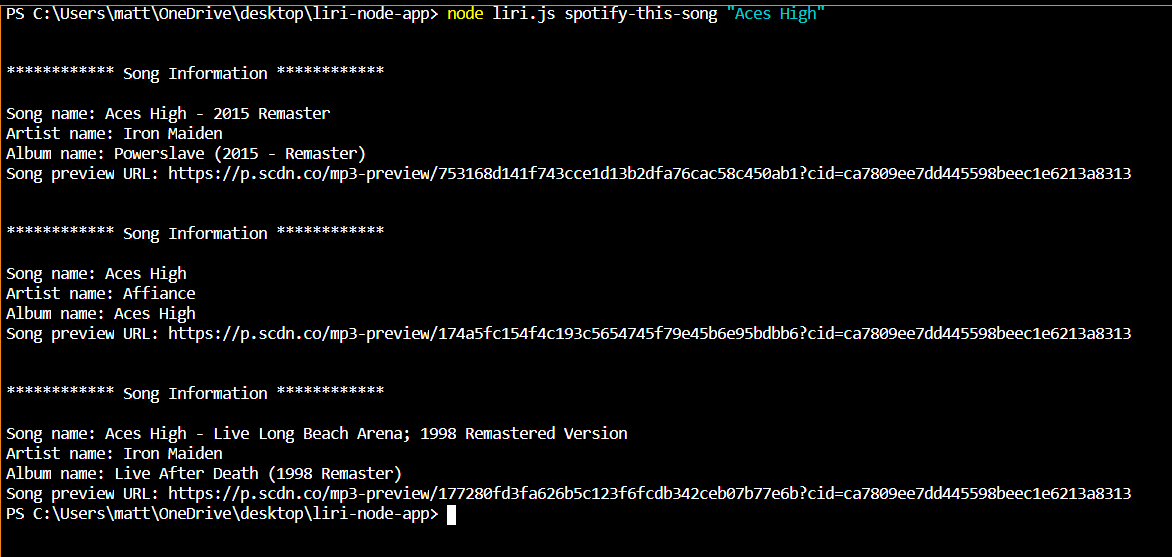 PS C:\Users\matt\OneDrive\desktop\liri-node-app> node liri.js spotify-this-song "Aces High"
************ Song Information ************
Song name: Aces High - 2015 Remaster
Artist name: Iron Maiden
Album name: Powerslave (2015 - Remaster)
Song preview URL: https://p.scdn.co/mp3-preview/753168d141f743cce1d13b2dfa76cac58c450ab1?cid=ca7809ee7dd445598beec1e6213a8313
************ Song Information ************
Song name: Aces High
Artist name: Affiance
Album name: Aces High
Song preview URL: https://p.scdn.co/mp3-preview/174a5fc154f4c193c5654745f79e45b6e95bdbb6?cid=ca7809ee7dd445598beec1e6213a8313
************ Song Information ************
Song name: Aces High - Live Long Beach Arena; 1998 Remastered Version
Artist name: Iron Maiden
Album name: Live After Death (1998 Remaster)
Song preview URL: https://p.scdn.co/mp3-preview/177280fd3fa626b5c123f6fcdb342ceb07b77e6b?cid=ca7809ee7dd445598beec1e6213a8313
PS C:\Users\matt\OneDrive\desktop\liri-node-app>